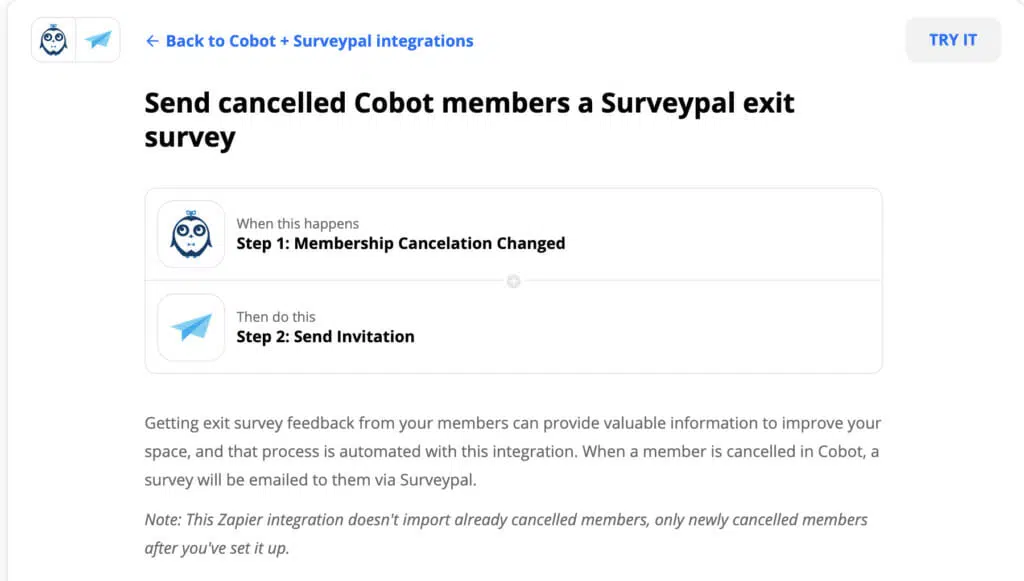 ← Back to Cobot + Surveypal integrations
TRY IT
Send cancelled Cobot members a Surveypal exit
survey
When this happens
Step 1: Membership Cancelation Changed
Then do this
Step 2: Send Invitation
Getting exit survey feedback from your members can provide valuable information to improve your
space, and that process is automated with this integration. When a member is cancelled in Cobot, a
survey will be emailed to them via Surveypal.
Note: This Zapier integration doesn't import already cancelled members, only newly cancelled members
after you've set it up.